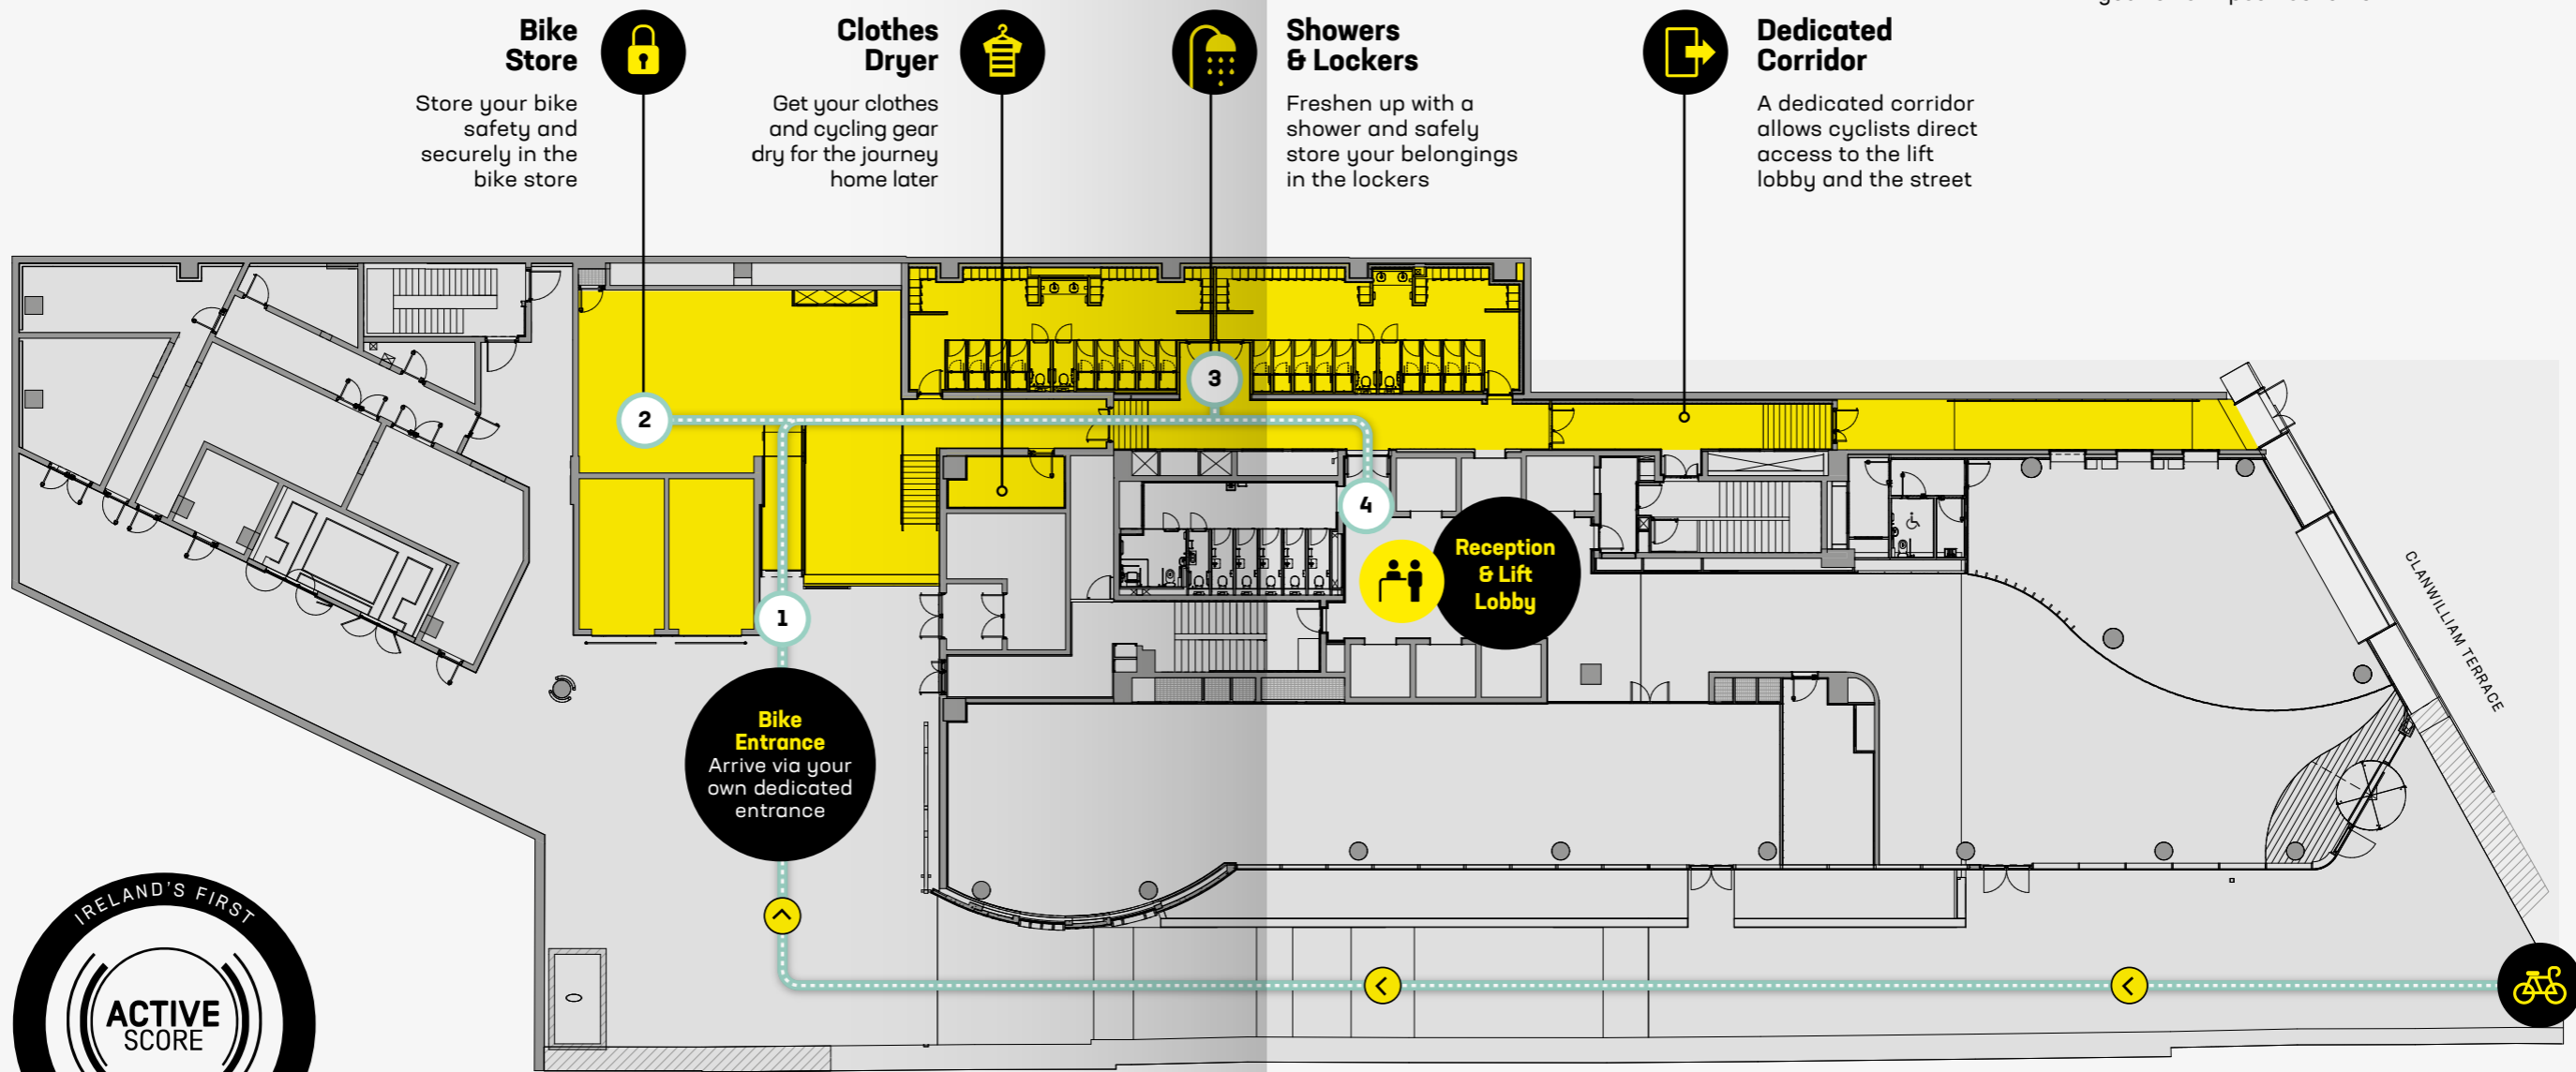 Bike
Store
Store your bike
safety and
securely in the
bike store
Clothes
Dryer
Get your clothes
and cycling gear
dry for the journey
home later
Showers
& Lockers
Freshen up with a
shower and safely
store your belongings
in the lockers
Dedicated
Corridor
A dedicated corridor
allows cyclists direct
access to the lift
lobby and the street
3
2
4
Reception
& Lift
Lobby
1
CLANWILLIAM TERRACE
Bike
Entrance
Arrive via your
own dedicated
entrance
IRELAND'S FIRST
ACTIVE
SCORE